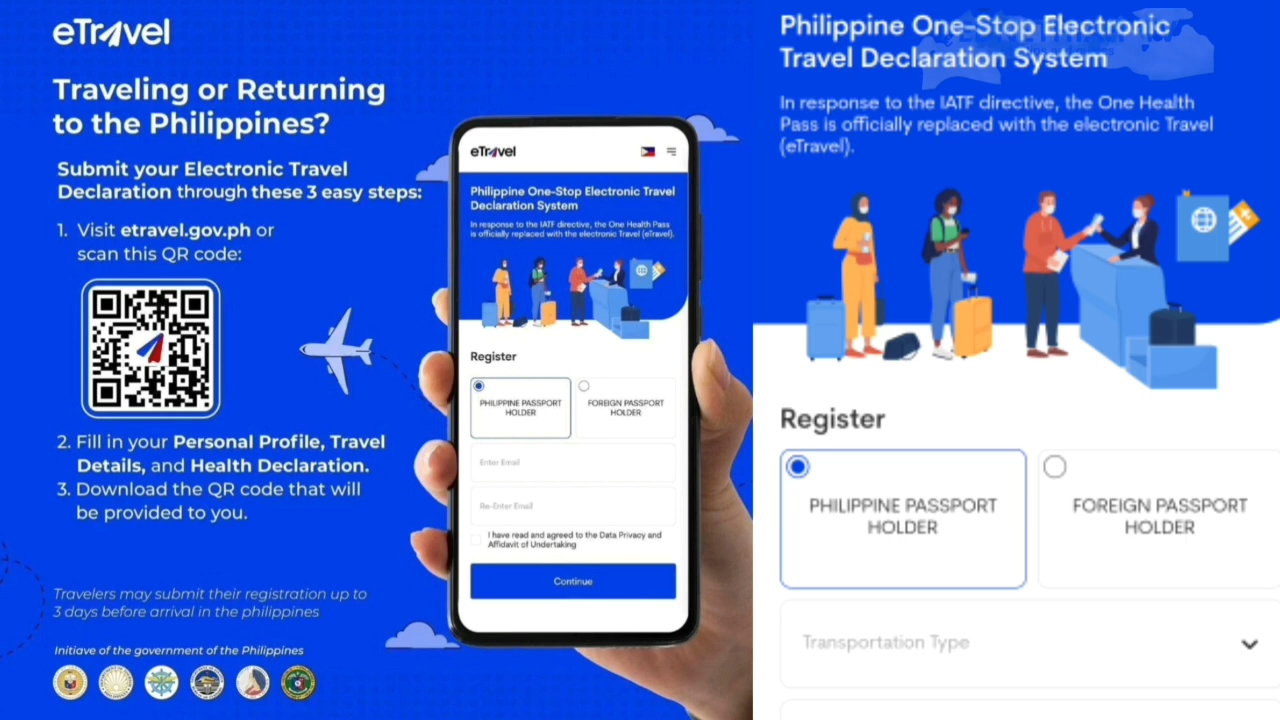 eTravel
Traveling or Returning
to the Philippines?
Submit your Electronic Travel
Declaration through these 3 easy steps:
1. Visit etravel.gov.ph or
scan this QR code:
2. Fill in your Personal Profile, Travel
Details, and Health Declaration.
3. Download the QR code that will
be provided to you.
Travelers may submit their registration up to
3 days before arrival in the philippines
Initiave of the government of the Philippines
eTravel
Philippine One-Stop Electronic Travel
Declaration System
In response to the IATF directive, the One Health Pass
is officially replaced with the electronic Travel (eTravel).
Register
PHILIPPINE PASSPORT
HOLDER
FOREIGN PASSPORT
HOLDER
Enter Email
Re-Enter Email
I have read and agreed to the Data Privacy and
Affidavit of Undertaking
Continue
Philippine One-Stop Electronic
Travel Declaration System
In response to the IATF directive, the One Health
Pass is officially replaced with the electronic Travel
(eTravel).
Register
PHILIPPINE PASSPORT
HOLDER
FOREIGN PASSPORT
HOLDER
Transportation Type